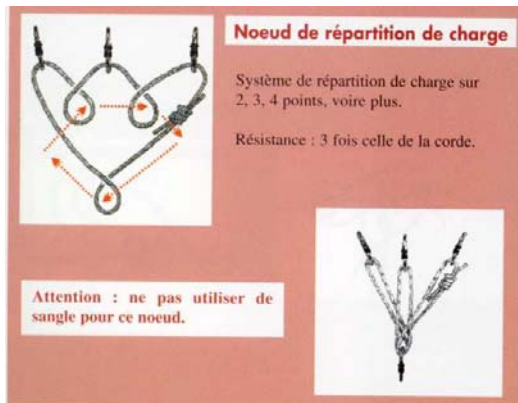 Noeud de répartition de charge
Système de répartition de charge sur
2, 3, 4 points, voire plus.
Résistance : 3 fois celle de la corde.
Attention : ne pas utiliser de
sangle pour ce noeud.